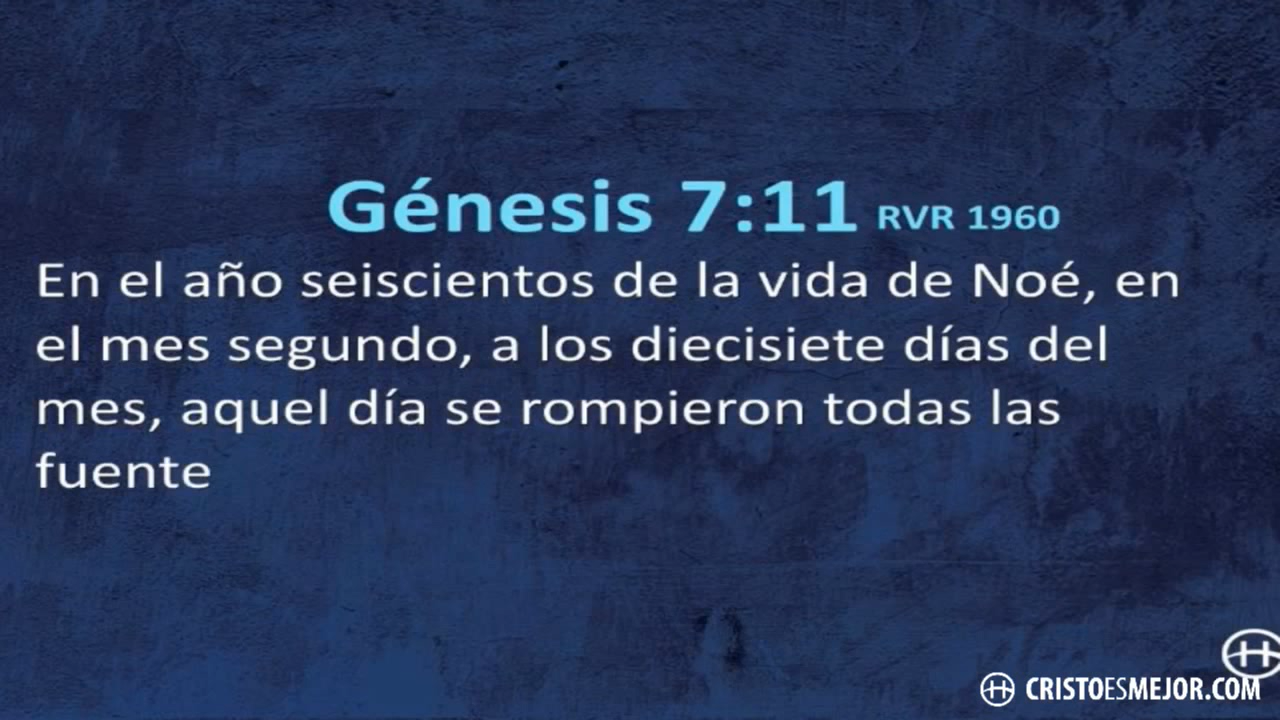 Génesis 7:11 RVR 1960
En el año seiscientos de la vida de Noé, en
el mes segundo, a los diecisiete días del
mes, aquel día se rompieron todas las
fuente
CRISTOESMEJOR.COM